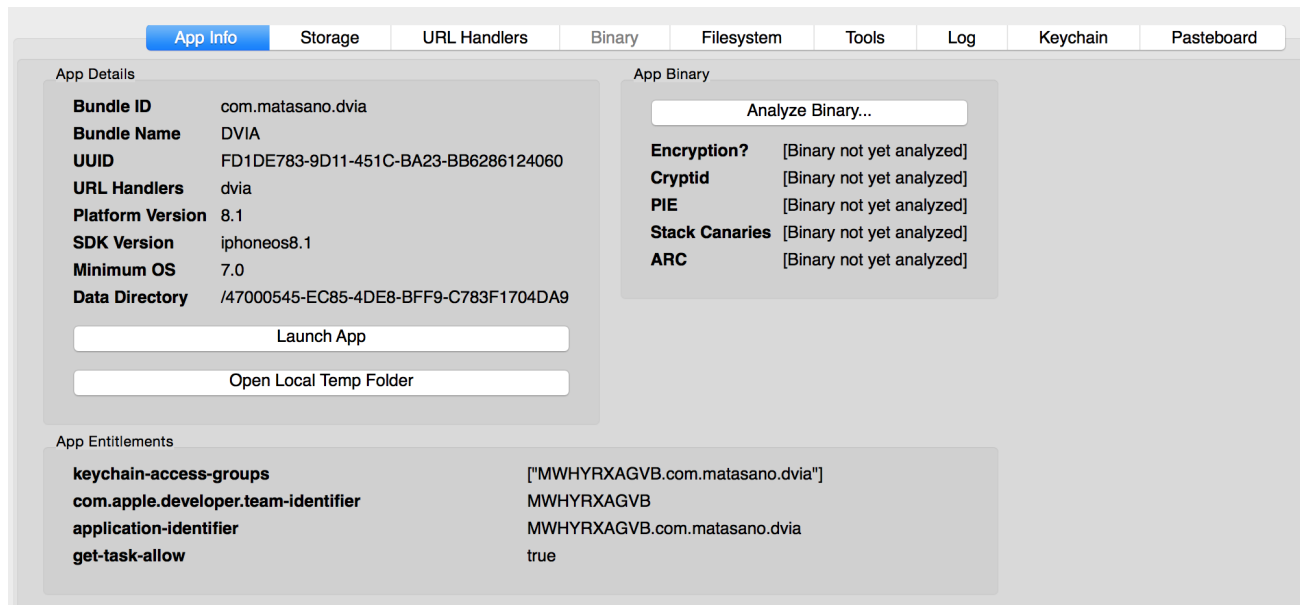 App Info Storage URL Handlers Binary Filesystem Tools Log Keychain Pasteboard
App Details
Bundle ID com.matasano.dvia
Bundle Name DVIA
UUID FD1DE783-9D11-451C-BA23-BB6286124060
URL Handlers dvia
Platform Version 8.1
SDK Version iphoneos8.1
Minimum OS 7.0
Data Directory /47000545-EC85-4DE8-BFF9-C783F1704DA9
Launch App
Open Local Temp Folder
App Binary
Analyze Binary...
Encryption? [Binary not yet analyzed]
Cryptid [Binary not yet analyzed]
PIE [Binary not yet analyzed]
Stack Canaries [Binary not yet analyzed]
ARC [Binary not yet analyzed]
App Entitlements
keychain-access-groups ["MWHYRXAGVB.com.matasano.dvia"]
com.apple.developer.team-identifier MWHYRXAGVB
application-identifier MWHYRXAGVB.com.matasano.dvia
get-task-allow true